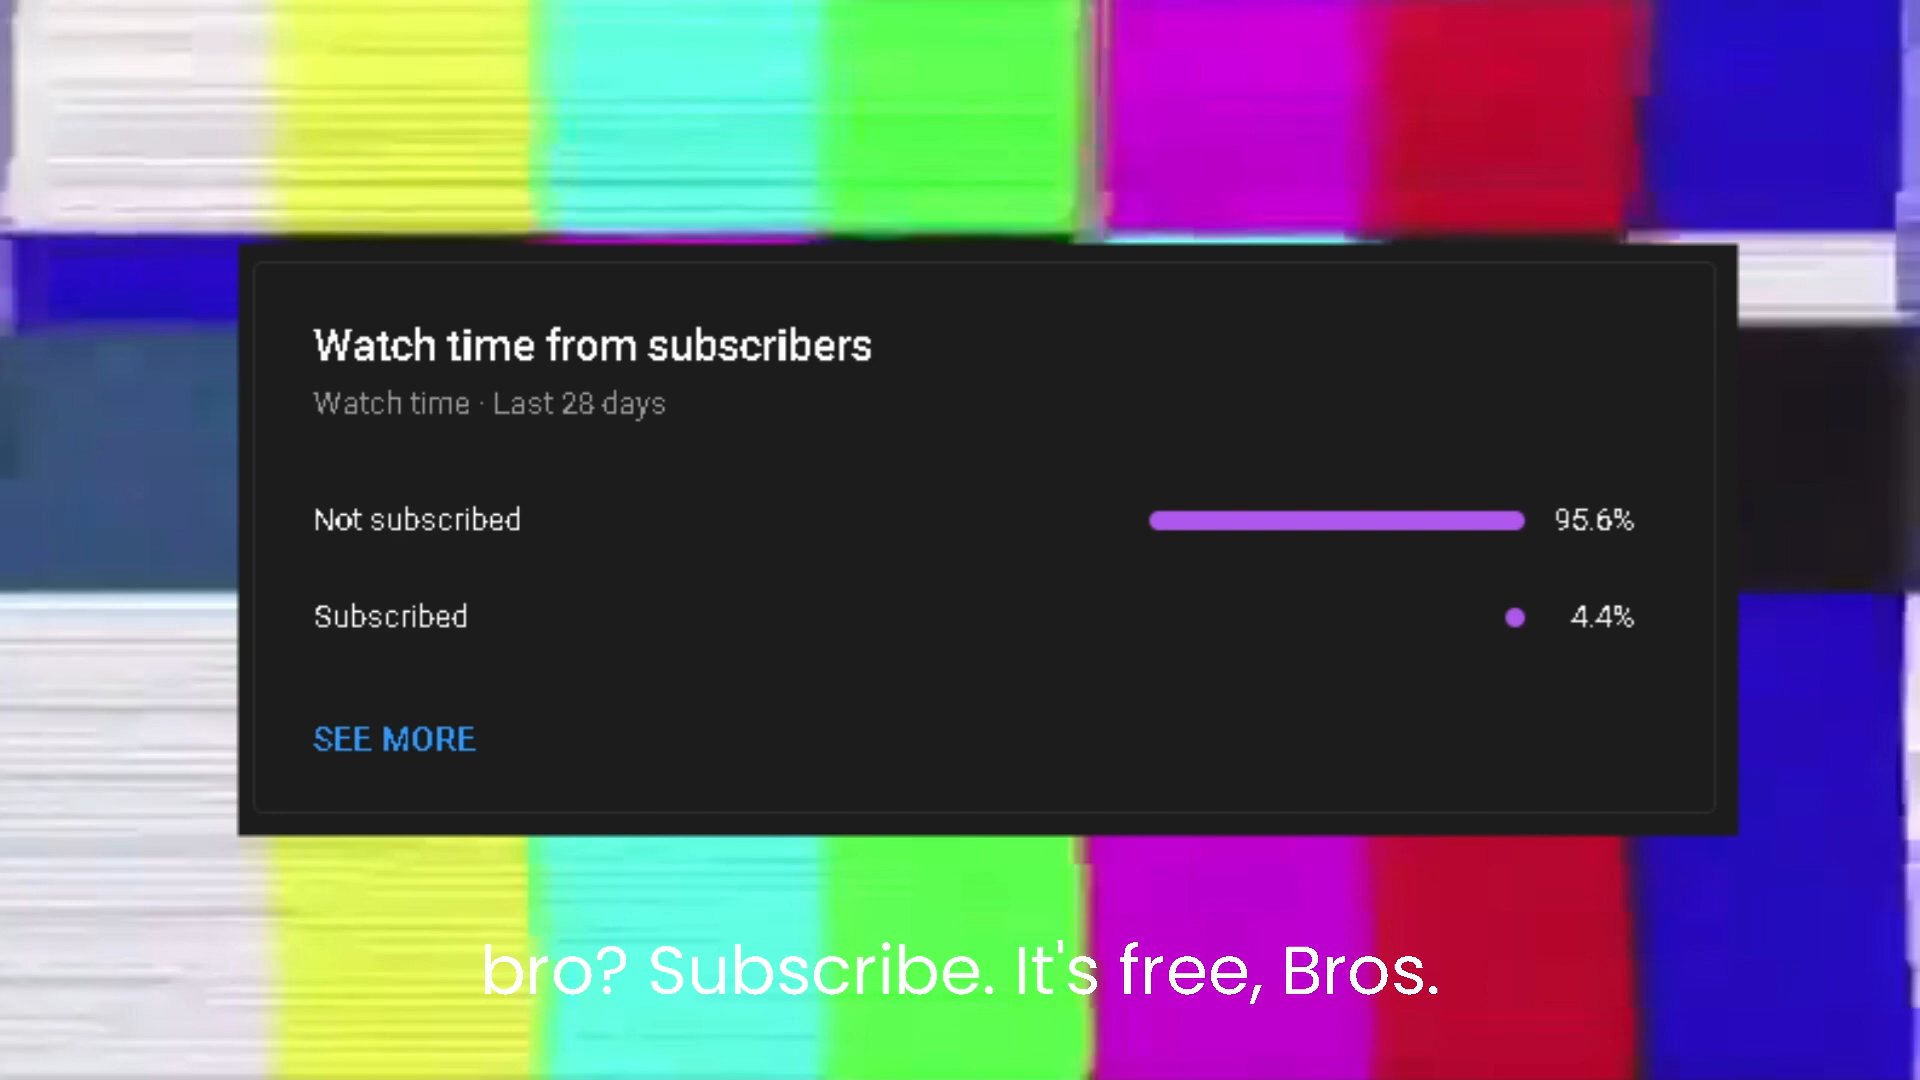 Watch time from subscribers
Watch time · Last 28 days
Not subscribed 95.6%
Subscribed 4.4%
SEE MORE
bro? Subscribe. It's free, Bros.